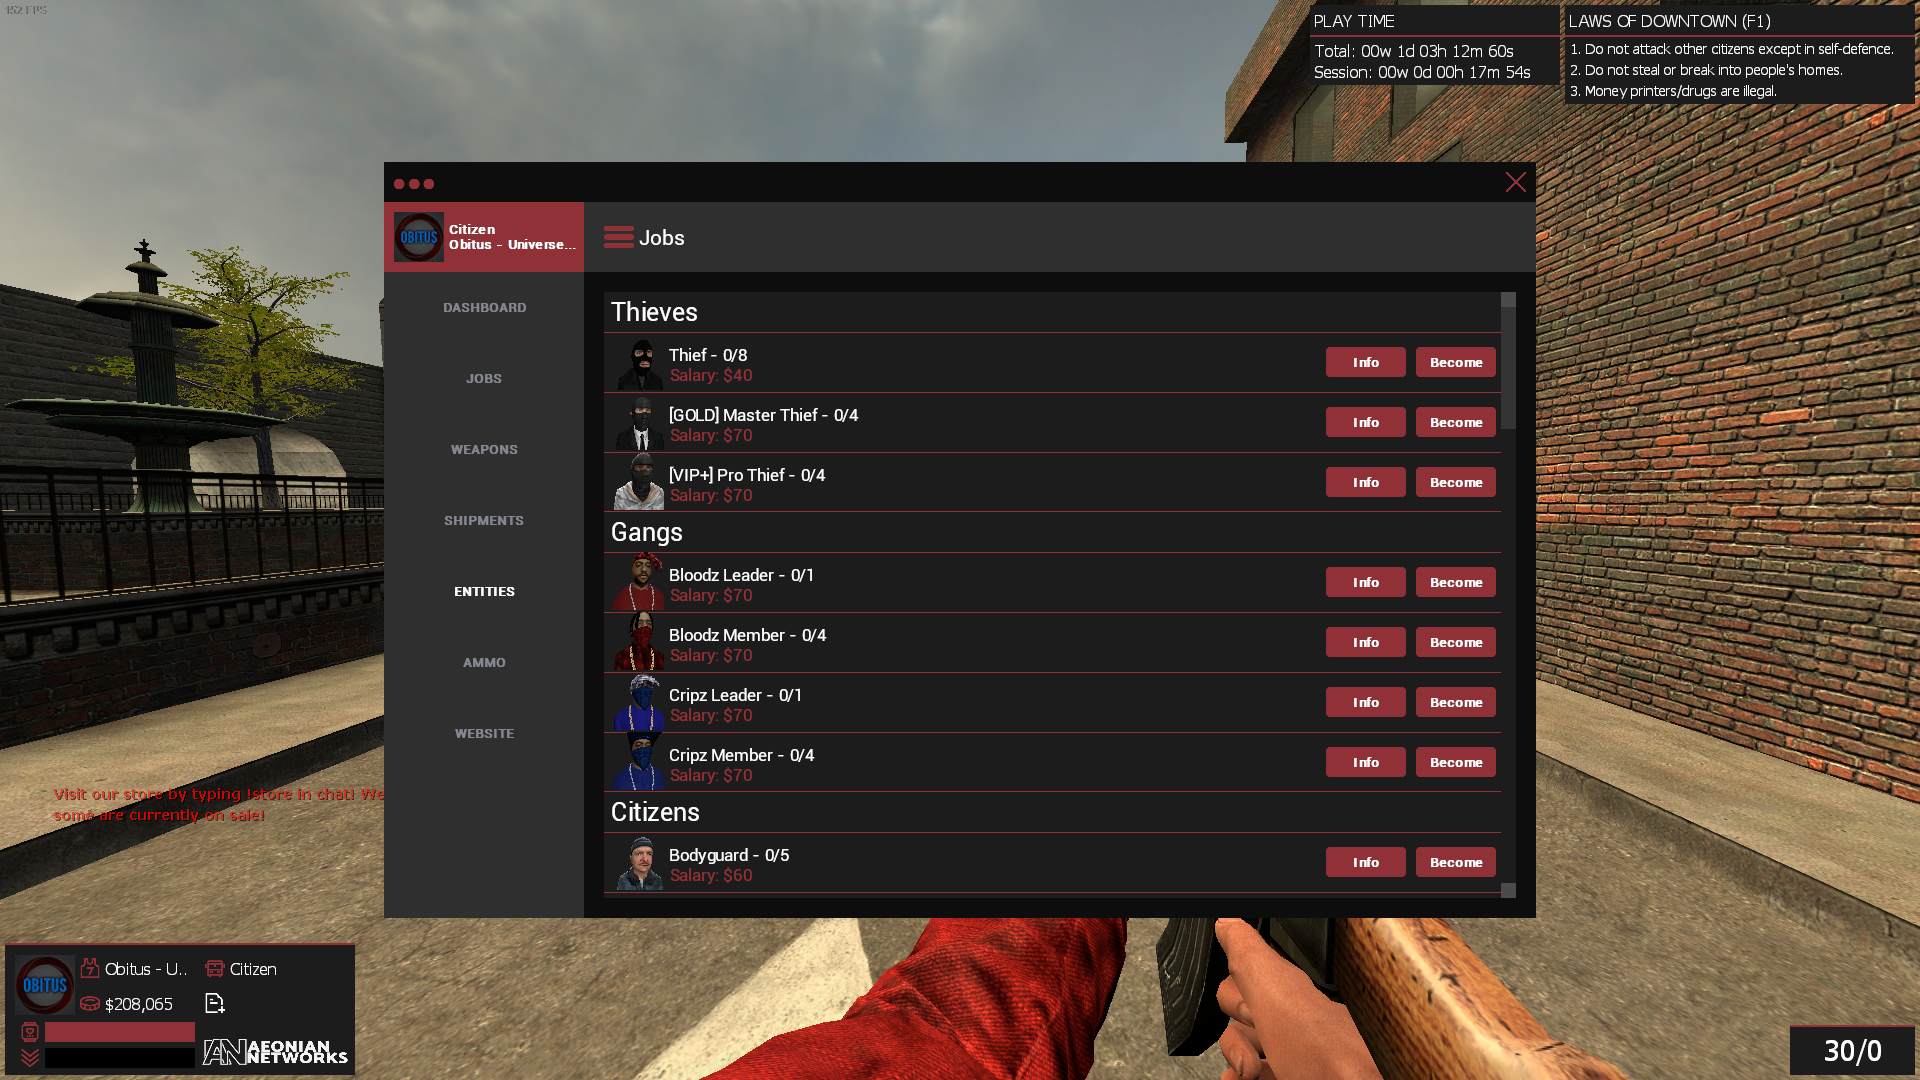 152 FPS
PLAY TIME
Total: 00w 1d 03h 12m 60s
Session: 00w 0d 00h 17m 54s
LAWS OF DOWNTOWN (F1)
1. Do not attack other citizens except in self-defence.
2. Do not steal or break into people's homes.
3. Money printers/drugs are illegal.
OBITUS
Citizen
Obitus - Universe...
Jobs
DASHBOARD
JOBS
WEAPONS
SHIPMENTS
ENTITIES
AMMO
WEBSITE
Thieves
Thief - 0/8
Salary: $40
Info
Become
[GOLD] Master Thief - 0/4
Salary: $70
Info
Become
[VIP+] Pro Thief - 0/4
Salary: $70
Info
Become
Gangs
Bloodz Leader - 0/1
Salary: $70
Info
Become
Bloodz Member - 0/4
Salary: $70
Info
Become
Cripz Leader - 0/1
Salary: $70
Info
Become
Cripz Member - 0/4
Salary: $70
Info
Become
Citizens
Bodyguard - 0/5
Salary: $60
Info
Become
Visit our store by typing !store in chat! We
some are currently on sale!
OBITUS
7
Obitus - U..
Citizen
$208,065
AN AEONIAN
NETWORKS
30/0